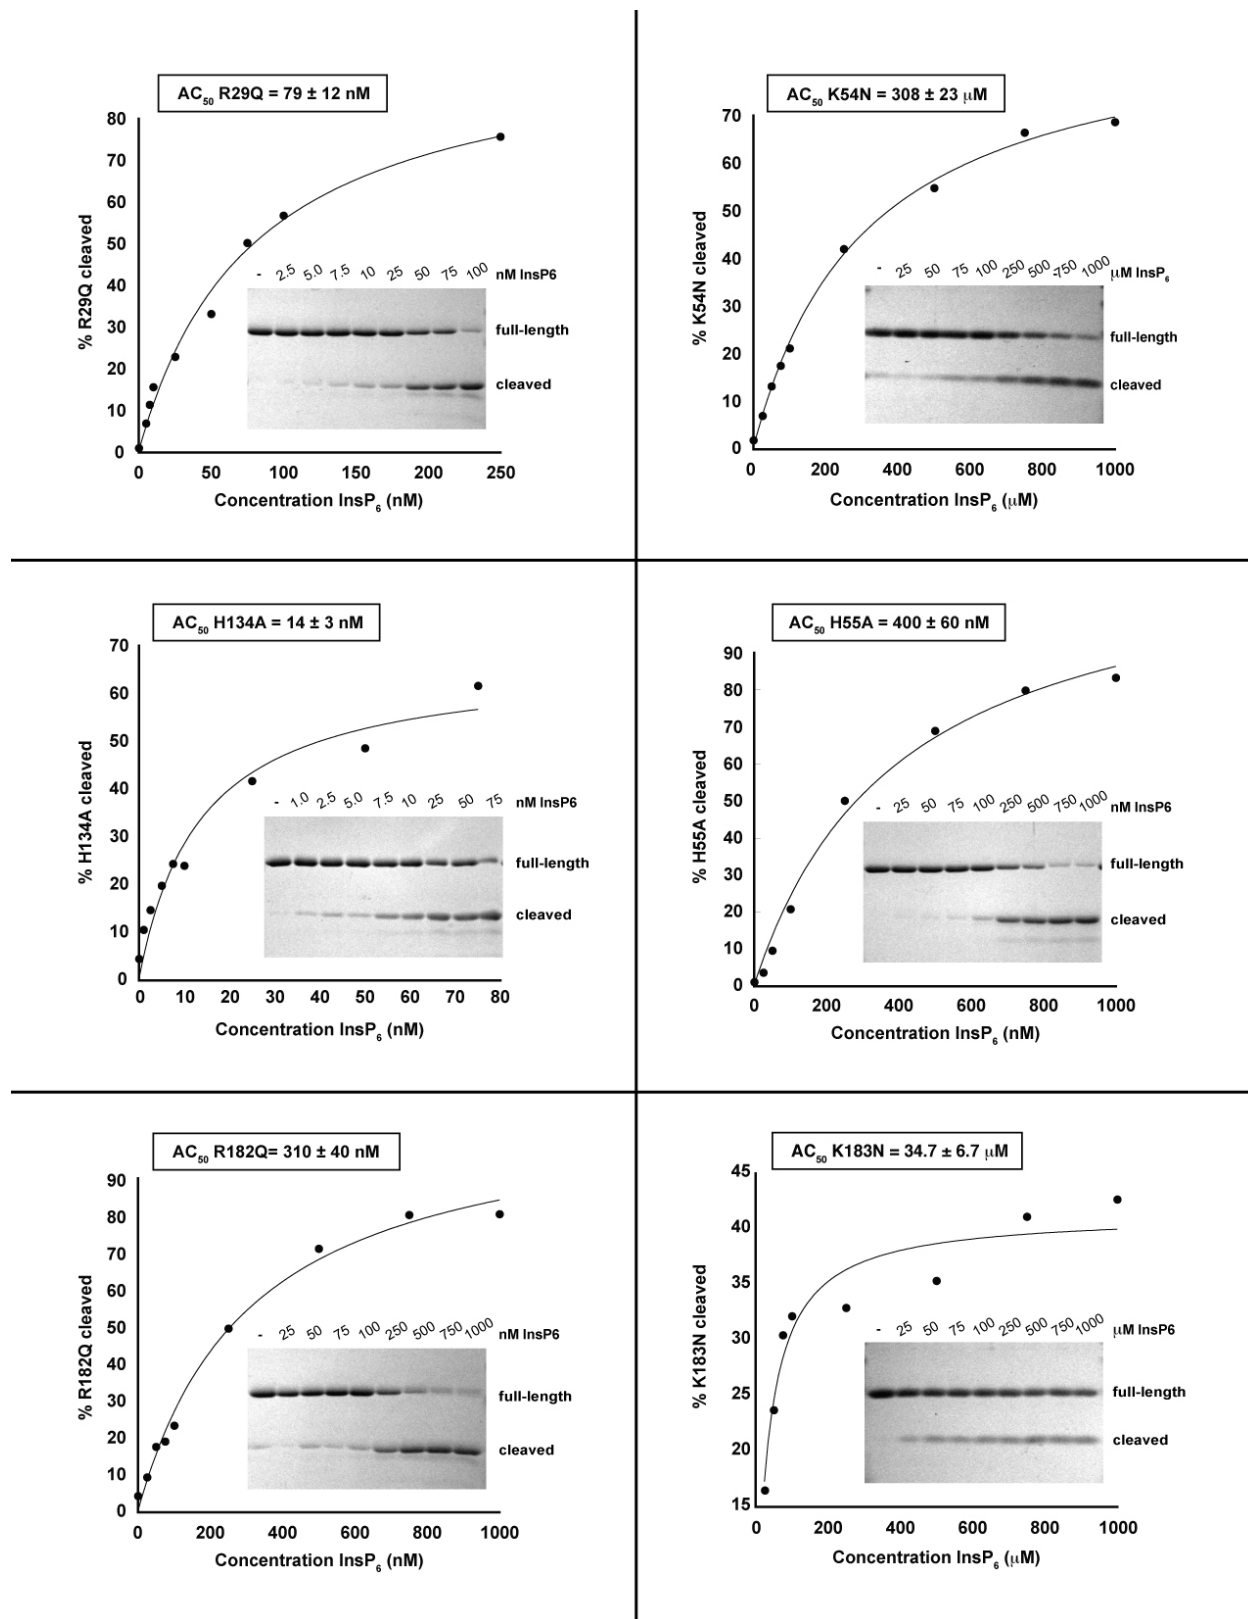 AC50 R29Q = 79 ± 12 nM
80
70
60
50
40
30
20
10
0
% R29Q cleaved
- 2.5 5.0 7.5 10 25 50 75 100 nM InsP6
full-length
cleaved
0 50 100 150 200 250
Concentration InsP6 (nM)
AC50 K54N = 308 ± 23 µM
70
60
50
40
30
20
10
0
% K54N cleaved
- 25 50 75 100 250 500 -750 1000 µM InsP6
full-length
cleaved
0 200 400 600 800 1000
Concentration InsP6 (µM)
AC50 H134A = 14 ± 3 nM
70
60
50
40
30
20
10
0
% H134A cleaved
- 1.0 2.5 5.0 7.5 10 25 50 75 nM InsP6
full-length
cleaved
0 10 20 30 40 50 60 70 80
Concentration InsP6 (nM)
AC50 H55A = 400 ± 60 nM
90
80
70
60
50
40
30
20
10
0
% H55A cleaved
- 25 50 75 100 250 500 750 1000 nM InsP6
full-length
cleaved
0 200 400 600 800 1000
Concentration InsP6 (nM)
AC50 R182Q= 310 ± 40 nM
90
80
70
60
50
40
30
20
10
0
% R182Q cleaved
- 25 50 75 100 250 500 750 1000 nM InsP6
full-length
cleaved
0 200 400 600 800 1000
Concentration InsP6 (nM)
AC50 K183N = 34.7 ± 6.7 µM
45
40
35
30
25
20
15
% K183N cleaved
- 25 50 75 100 250 500 750 1000 µM InsP6
full-length
cleaved
0 200 400 600 800 1000
Concentration InsP6 (µM)